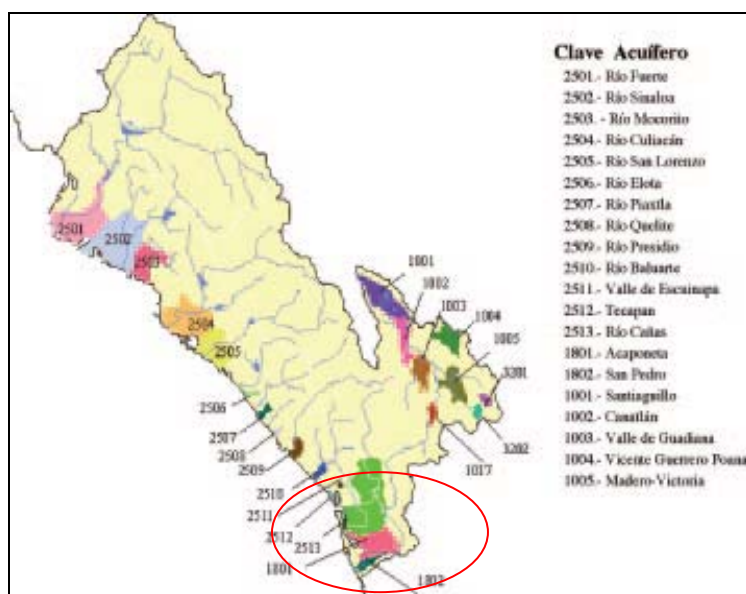 Clave Acuífero
2501.- Río Fuerte
2502.- Río Sinaloa
2503. - Río Mocorito
2504.- Río Culiacán
2505.- Río San Lorenzo
2506.- Río Elota
2507.- Río Piaxtla
2508.- Río Quelite
2509.- Río Presidio
2510.- Río Baluarte
2511.- Valle de Escuinapa
2512.- Tecapan
2513.- Río Cañas
1801.- Acaponeta
1802.- San Pedro
1001.- Santiaguillo
1002.- Canatlán
1003.- Valle de Guadiana
1004.- Vicente Guerrero Poana
1005.- Madero-Victoria
2501
2502
2503
2504
2505
2506
2507
2508
2509
2510
2511
2512
2513
1801
1802
1001
1002
1003
1004
1005
3201
3202
1017